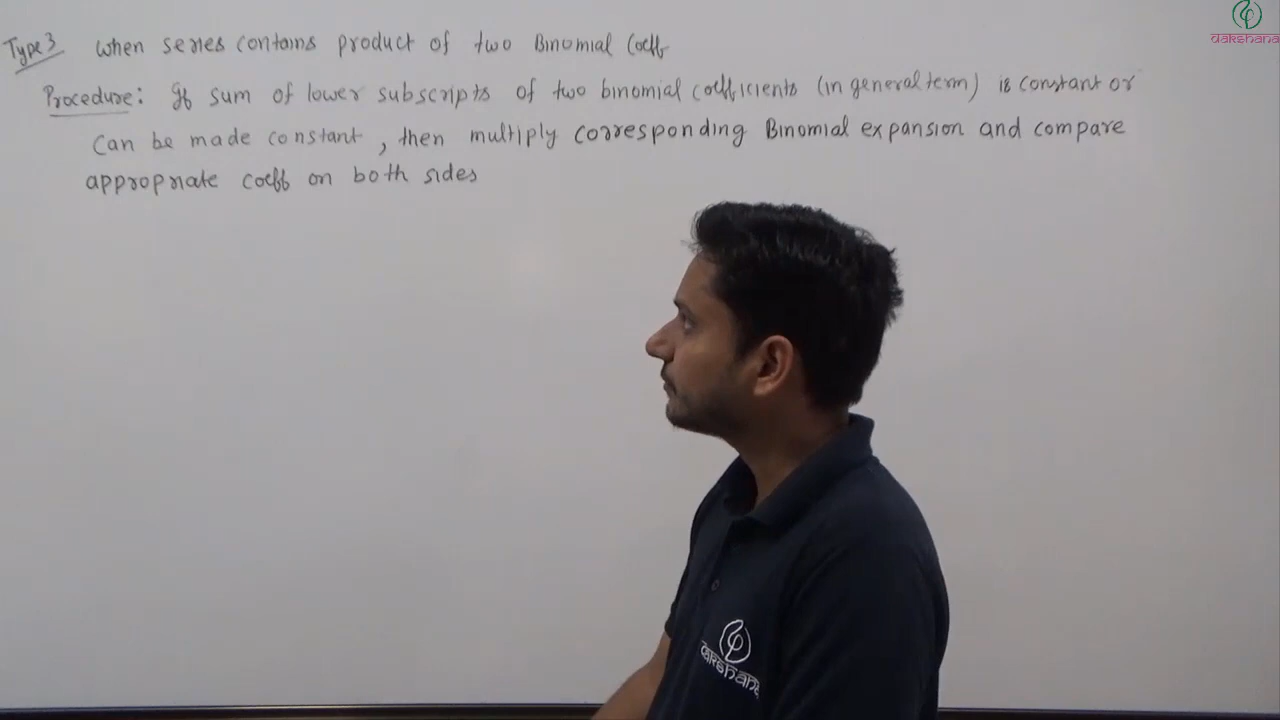 Type 3 When series contains product of two Binomial Coeff
Procedure: If sum of lower subscripts of two binomial coefficients (in general term) is constant or
can be made constant, then multiply corresponding Binomial expansion and compare
appropriate coeff on both sides
dakshana
dakshana